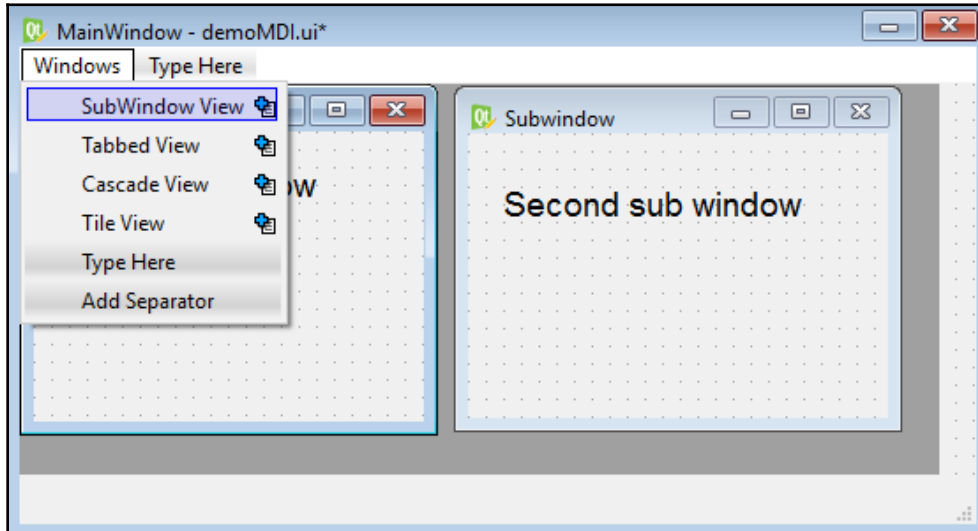 MainWindow - demoMDI.ui*
Windows Type Here
SubWindow View
Tabbed View
Cascade View
Tile View
Type Here
Add Separator
Subwindow
Second sub window